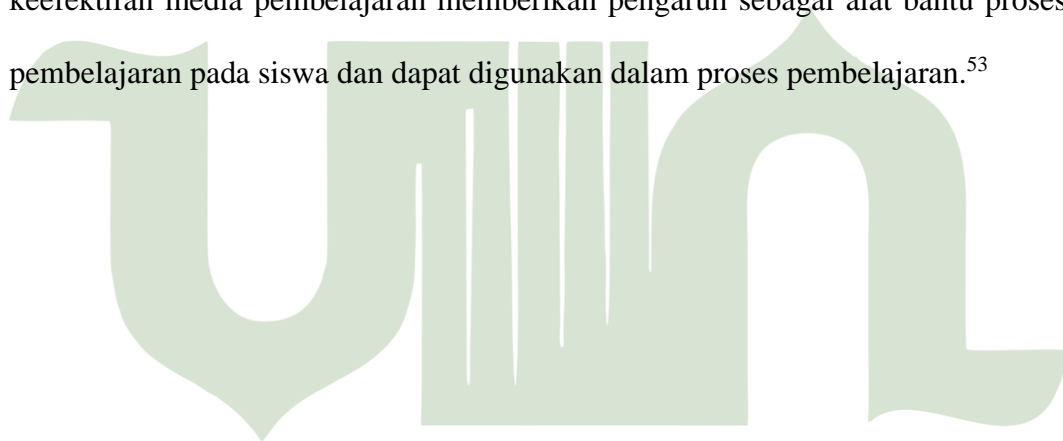 keefektifan media pembelajaran memberikan pengaruh sebagai alat bantu proses
pembelajaran pada siswa dan dapat digunakan dalam proses pembelajaran.53